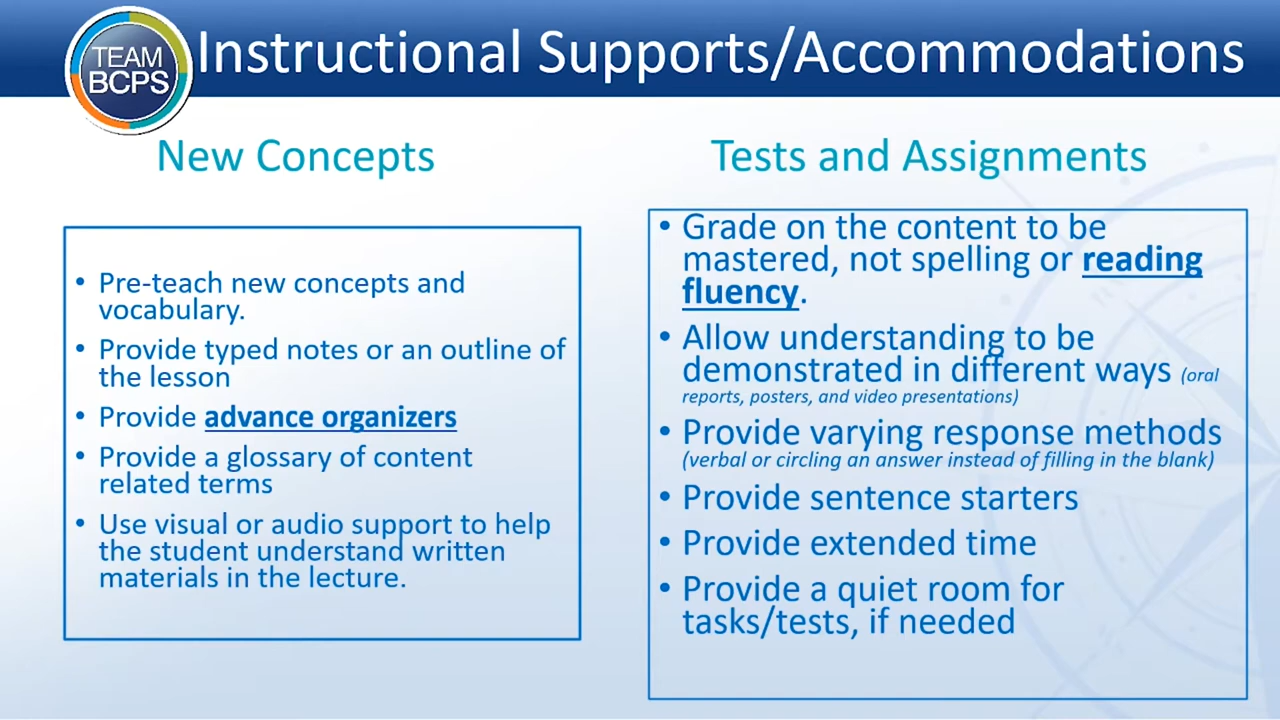 TEAM
BCPS
Instructional Supports/Accommodations
New Concepts
• Pre-teach new concepts and
vocabulary.
• Provide typed notes or an outline of
the lesson
• Provide advance organizers
• Provide a glossary of content
related terms
• Use visual or audio support to help
the student understand written
materials in the lecture.
Tests and Assignments
• Grade on the content to be
mastered, not spelling or reading
fluency.
• Allow understanding to be
demonstrated in different ways (oral
reports, posters, and video presentations)
• Provide varying response methods
(verbal or circling an answer instead of filling in the blank)
• Provide sentence starters
• Provide extended time
• Provide a quiet room for
tasks/tests, if needed